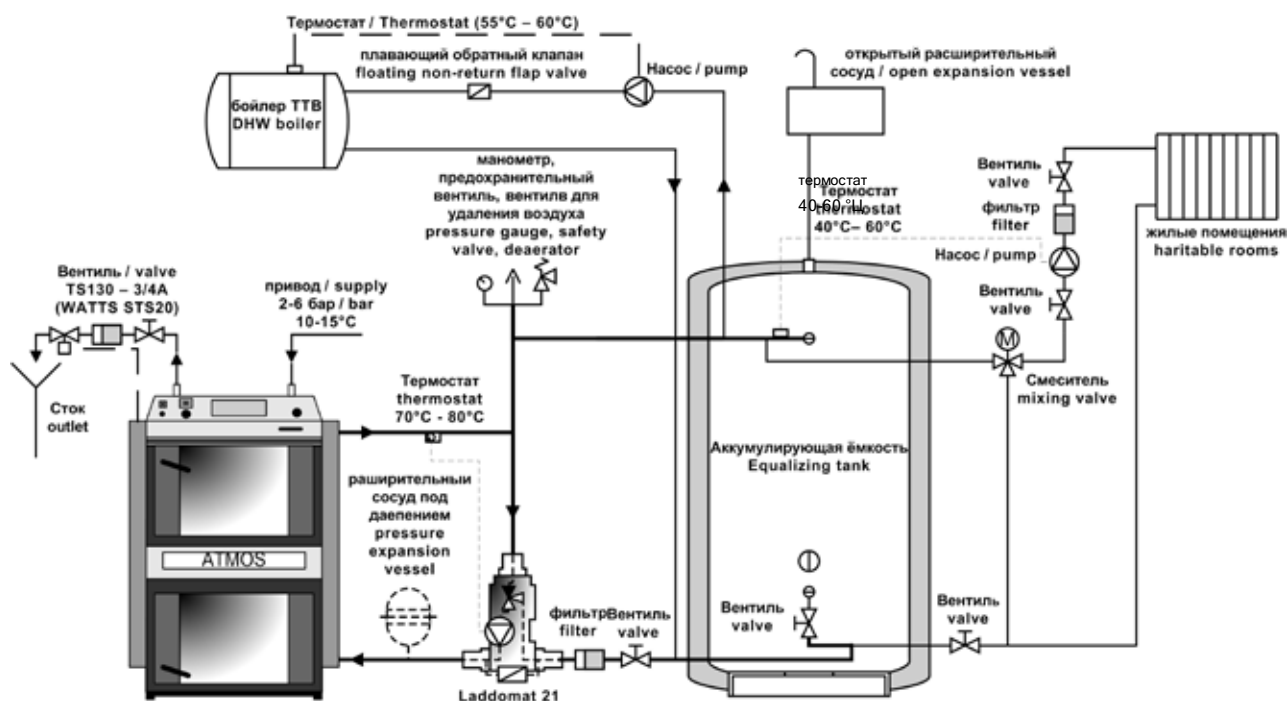 Термостат / Thermostat (55°C – 60°C)
плавающий обратный клапан
floating non-return flap valve
Насос / pump
открытый расширительный
сосуд / open expansion vessel
бойлер ТТВ
DHW boiler
манометр,
предохранительный
вентиль, вентилв для
удаления воздуха
pressure gauge, safety
valve, deaerator
термостат
40-60 °Ц
Термостат
thermostat
40°C– 60°C
Вентиль
valve
фильтр
filter
Насос / pump
Вентиль
valve
жилые помещения
haritable rooms
Вентиль / valve
TS130 – 3/4A
(WATTS STS20)
привод / supply
2-6 бар / bar
10-15°C
Сток
outlet
Термостат
thermostat
70°C - 80°C
M
Смеситель
mixing valve
Аккумулирующая ёмкость
Equalizing tank
раширительный
сосуд под
даепением
pressure
expansion
vessel
ATMOS
фильтр
filter
Вентиль
valve
Вентиль
valve
Вентиль
valve
Laddomat 21